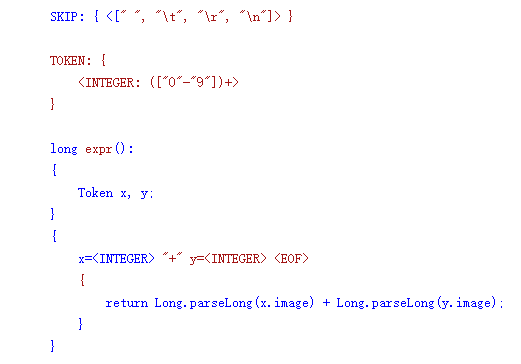 SKIP: { <[" ", "\t", "\r", "\n"]> }
TOKEN: {
<INTEGER: (["0"-"9"])+>
}
long expr():
{
Token x, y;
}
{
x=<INTEGER> "+" y=<INTEGER> <EOF>
{
return Long.parseLong(x.image) + Long.parseLong(y.image);
}
}